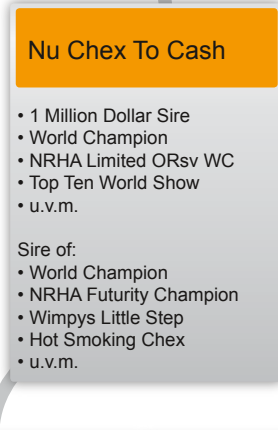 Nu Chex To Cash
• 1 Million Dollar Sire
• World Champion
• NRHA Limited ORsv WC
• Top Ten World Show
• u.v.m.
Sire of:
• World Champion
• NRHA Futurity Champion
• Wimpys Little Step
• Hot Smoking Chex
• u.v.m.